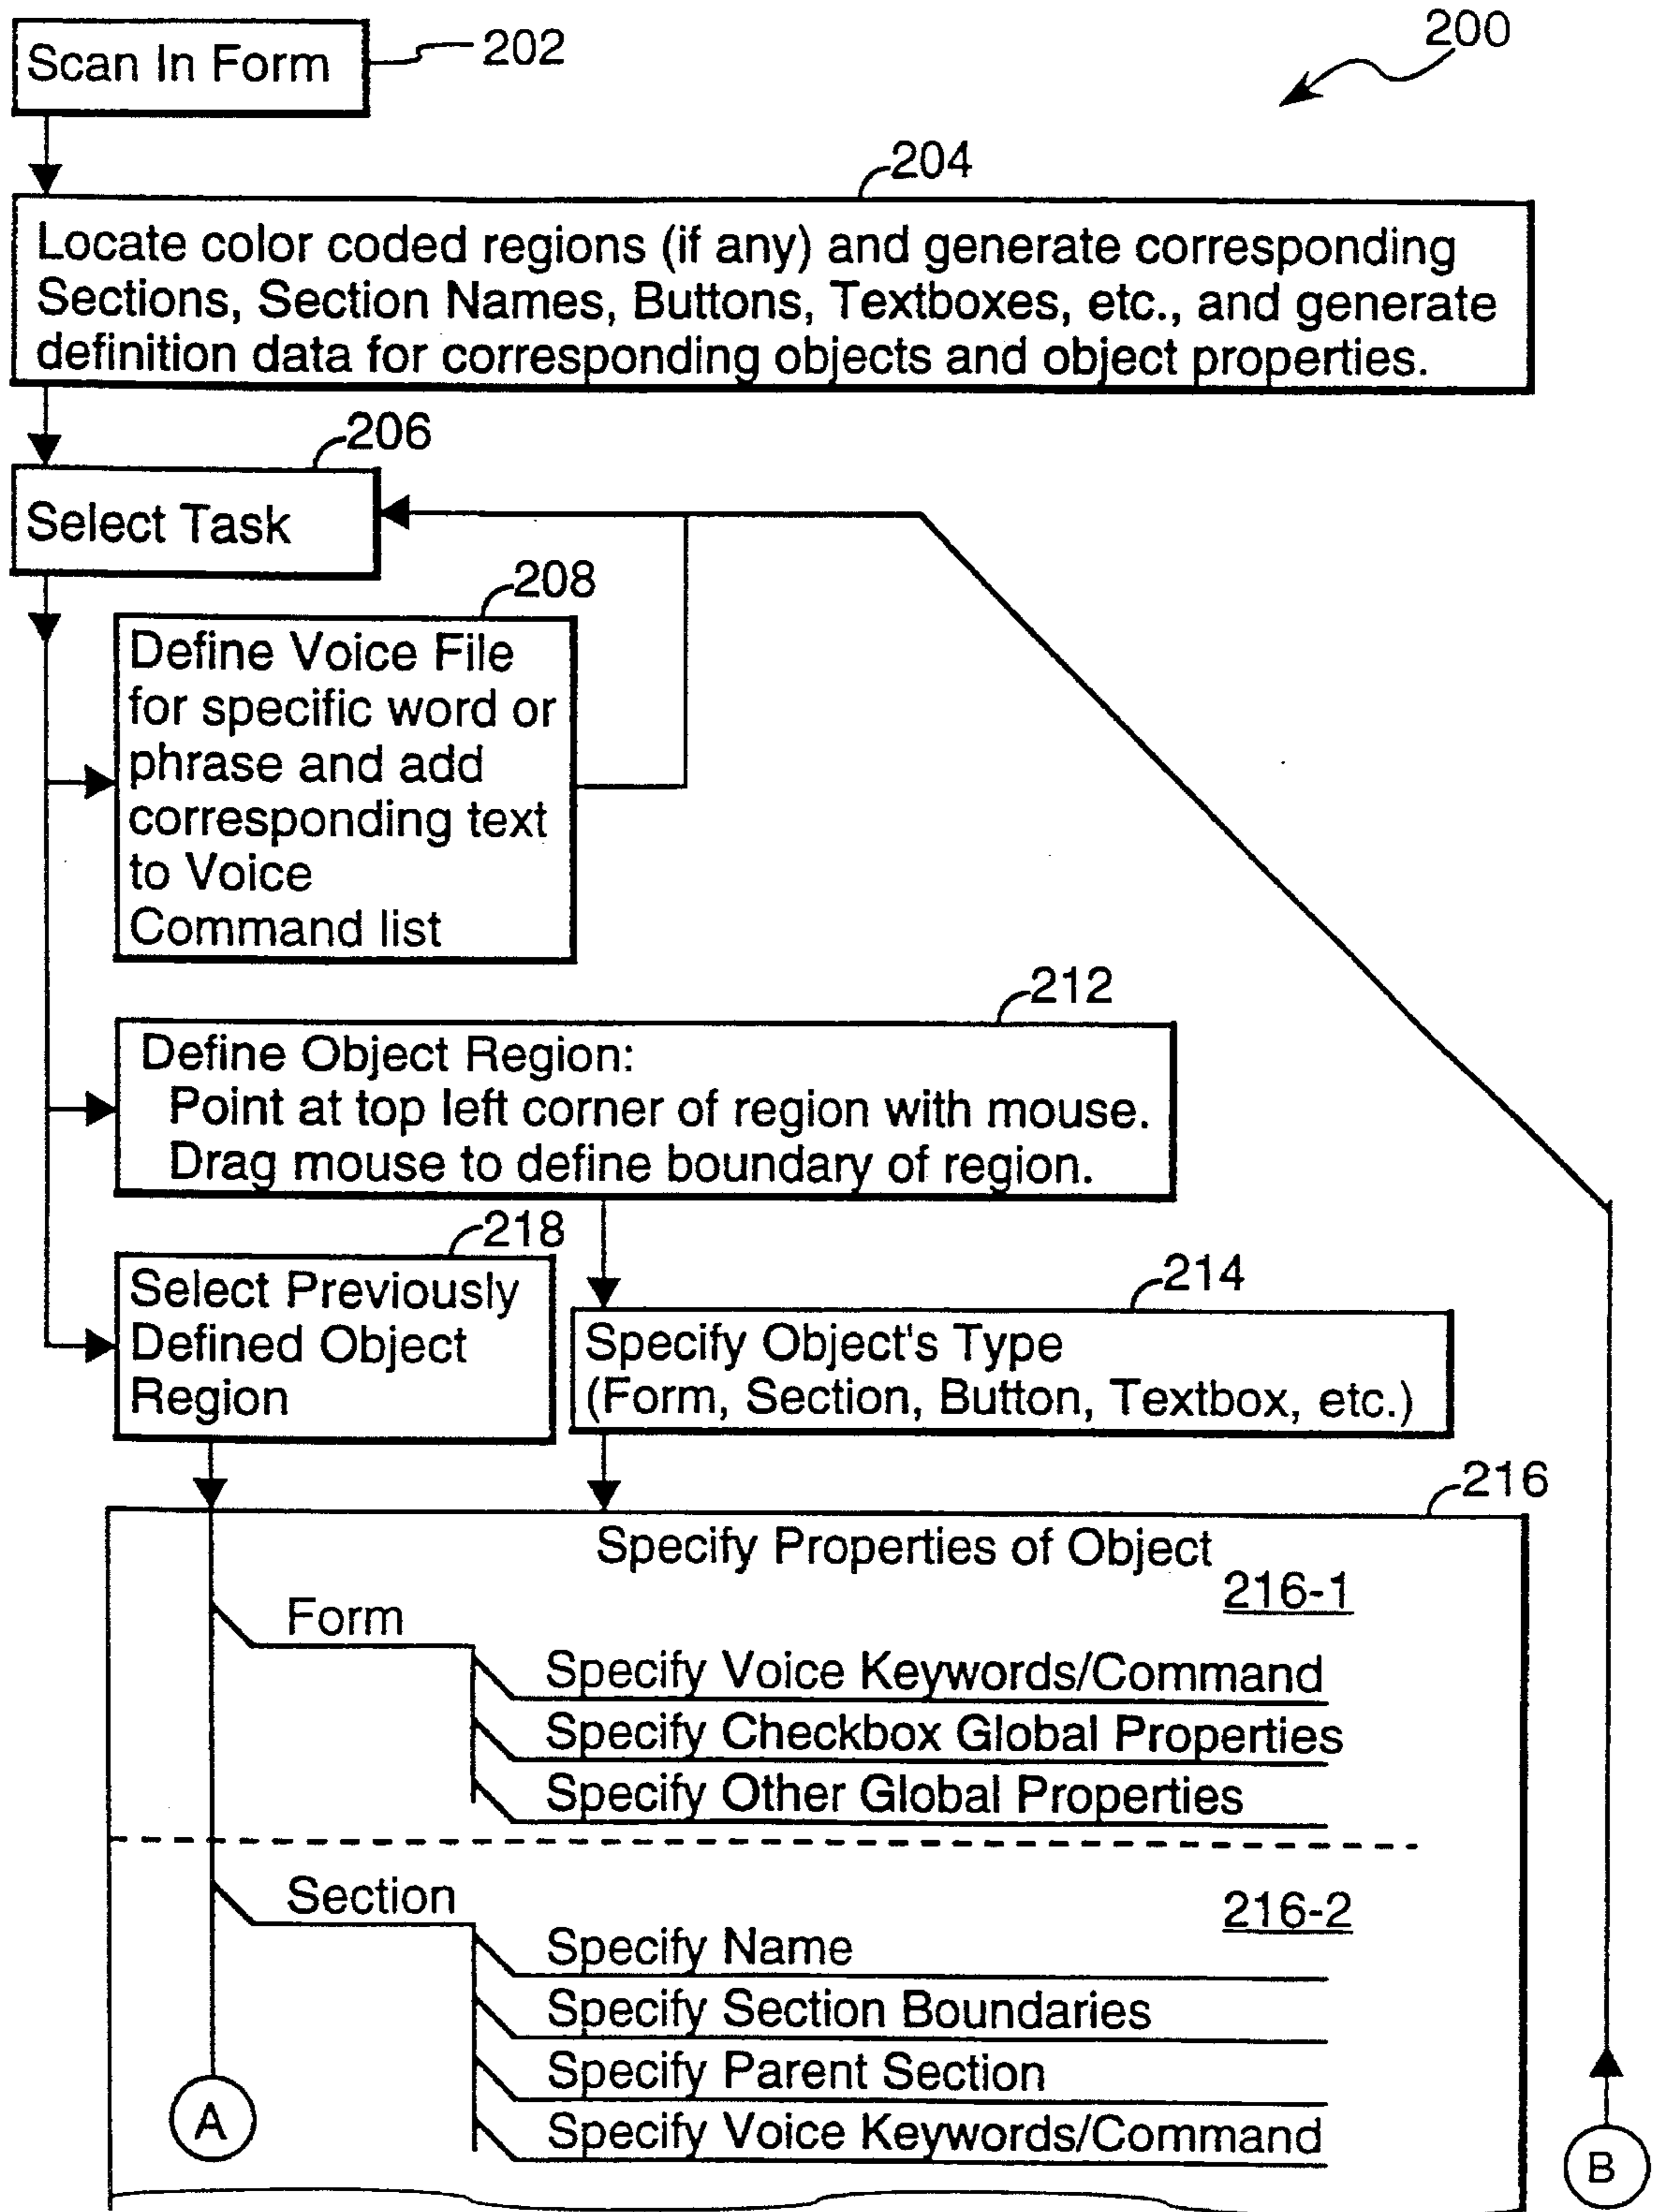 200
Scan In Form
202
204
Locate color coded regions (if any) and generate corresponding
Sections, Section Names, Buttons, Textboxes, etc., and generate
definition data for corresponding objects and object properties.
206
Select Task
208
Define Voice File
for specific word or
phrase and add
corresponding text
to Voice
Command list
212
Define Object Region:
Point at top left corner of region with mouse.
Drag mouse to define boundary of region.
218
Select Previously
Defined Object
Region
214
Specify Object's Type
(Form, Section, Button, Textbox, etc.)
216
Specify Properties of Object
216-1
Form
Specify Voice Keywords/Command
Specify Checkbox Global Properties
Specify Other Global Properties
216-2
Section
Specify Name
Specify Section Boundaries
Specify Parent Section
Specify Voice Keywords/Command
A
B